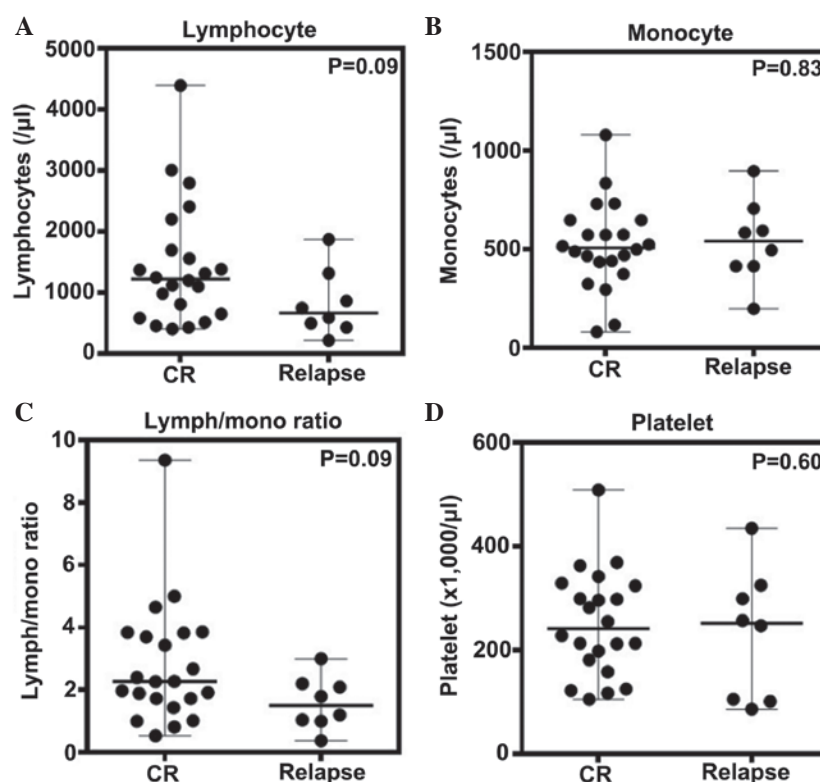 A
Lymphocyte
P=0.09
Lymphocytes (/µl)
5000
4000
3000
2000
1000
0
CR
Relapse
B
Monocyte
P=0.83
Monocytes (/µl)
1500
1000
500
0
CR
Relapse
C
Lymph/mono ratio
P=0.09
Lymph/mono ratio
10
8
6
4
2
0
CR
Relapse
D
Platelet
P=0.60
Platelet (x1,000/µl)
600
400
200
0
CR
Relapse